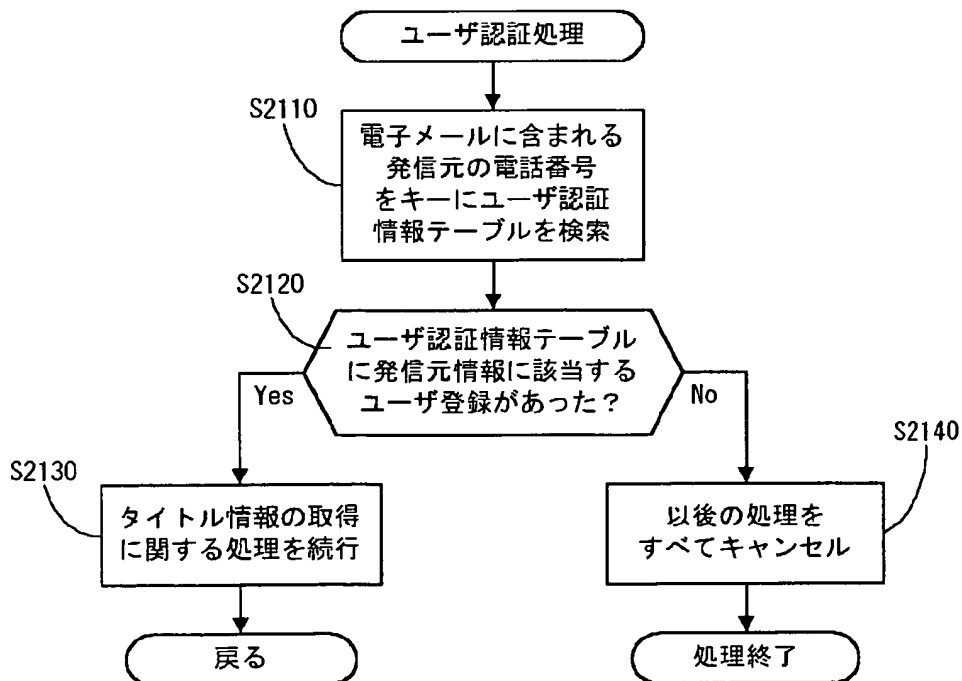 ユーザ認証処理
S2110
電子メールに含まれる
発信元の電話番号
をキーにユーザ認証
情報テーブルを検索
S2120
ユーザ認証情報テーブル
に発信元情報に該当する
ユーザ登録があった？
Yes
No
S2130
タイトル情報の取得
に関する処理を続行
S2140
以後の処理を
すべてキャンセル
戻る
処理終了